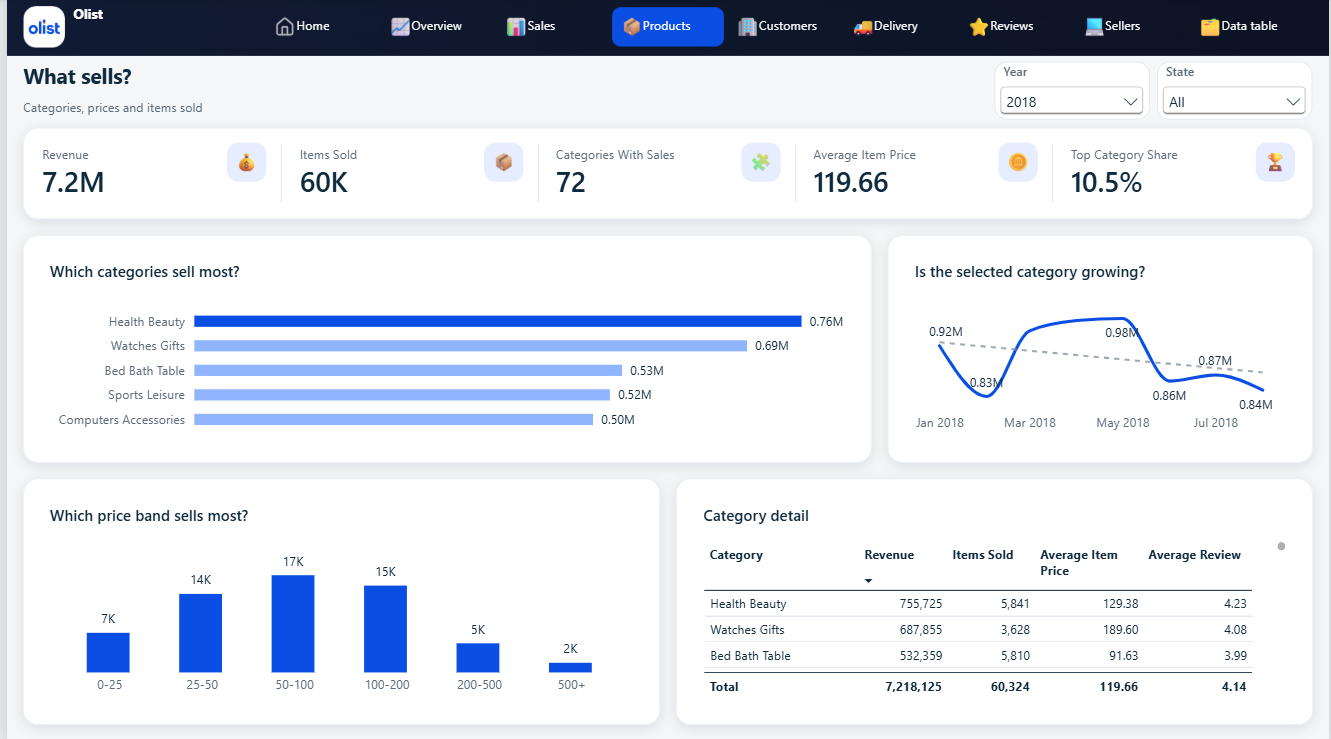 olist
Olist
Home
Overview
Sales
Products
Customers
Delivery
Reviews
Sellers
Data table
What sells?
Categories, prices and items sold
Year
2018
State
All
Revenue
7.2M
Items Sold
60K
Categories With Sales
72
Average Item Price
119.66
Top Category Share
10.5%
Which categories sell most?
Health Beauty 0.76M
Watches Gifts 0.69M
Bed Bath Table 0.53M
Sports Leisure 0.52M
Computers Accessories 0.50M
Is the selected category growing?
0.92M
0.83M
0.98M
0.86M
0.87M
0.84M
Jan 2018 Mar 2018 May 2018 Jul 2018
Which price band sells most?
7K 14K 17K 15K 5K 2K
0-25 25-50 50-100 100-200 200-500 500+
Category detail
Category Revenue Items Sold Average Item Average Review
Price
Health Beauty 755,725 5,841 129.38 4.23
Watches Gifts 687,855 3,628 189.60 4.08
Bed Bath Table 532,359 5,810 91.63 3.99
Total 7,218,125 60,324 119.66 4.14